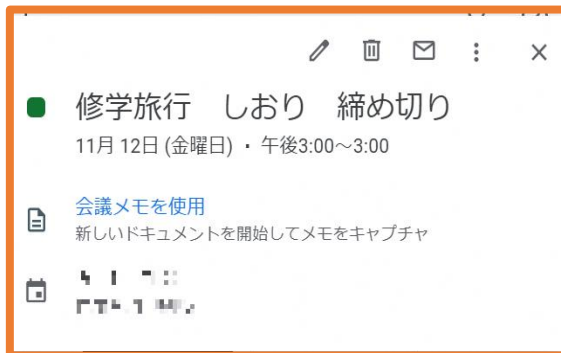 修学旅行　しおり　締め切り
11月 12日 (金曜日) ・ 午後3:00～3:00
会議メモを使用
新しいドキュメントを開始してメモをキャプチャ